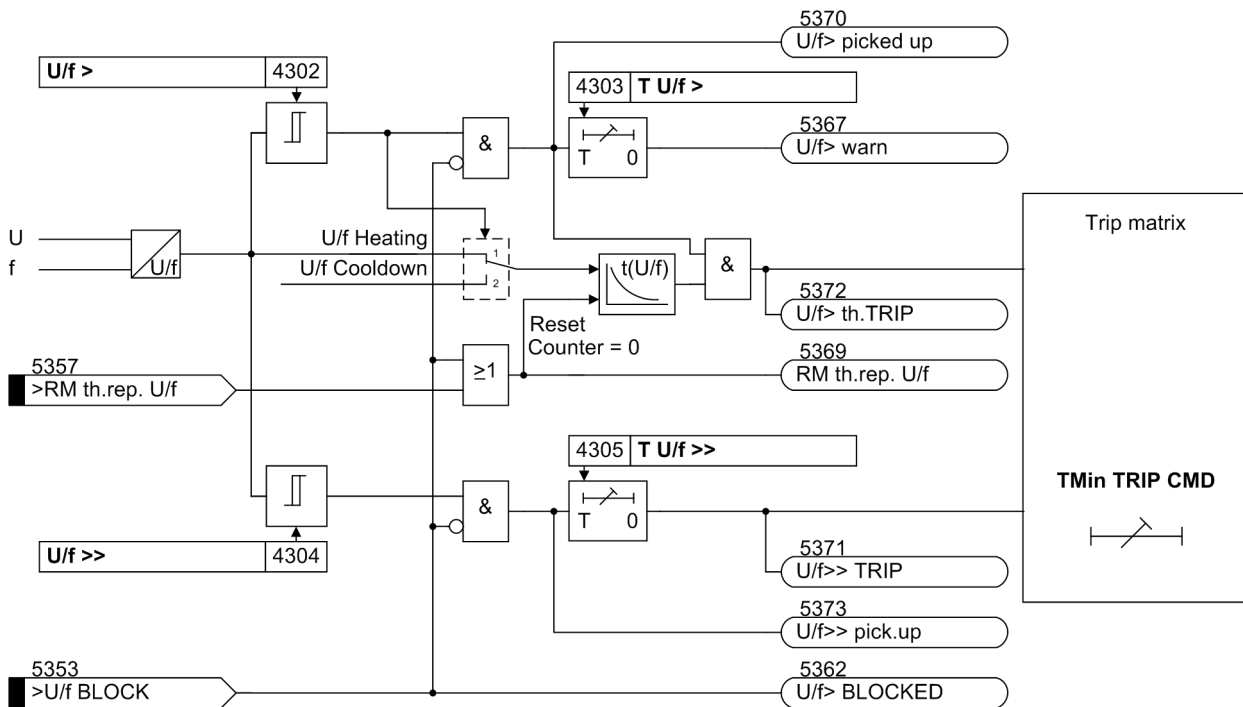 5370
U/f> picked up
U/f > 4302
4303 T U/f >
5367
U/f> warn
&
T 0
Trip matrix
U
f
U/f
U/f Heating
U/f Cooldown
1
2
t(U/f)
&
5372
U/f> th.TRIP
Reset
Counter = 0
5357
>RM th.rep. U/f
≥1
5369
RM th.rep. U/f
4305 T U/f >>
&
T 0
TMin TRIP CMD
U/f >> 4304
5371
U/f>> TRIP
5373
U/f>> pick.up
5353
>U/f BLOCK
5362
U/f> BLOCKED